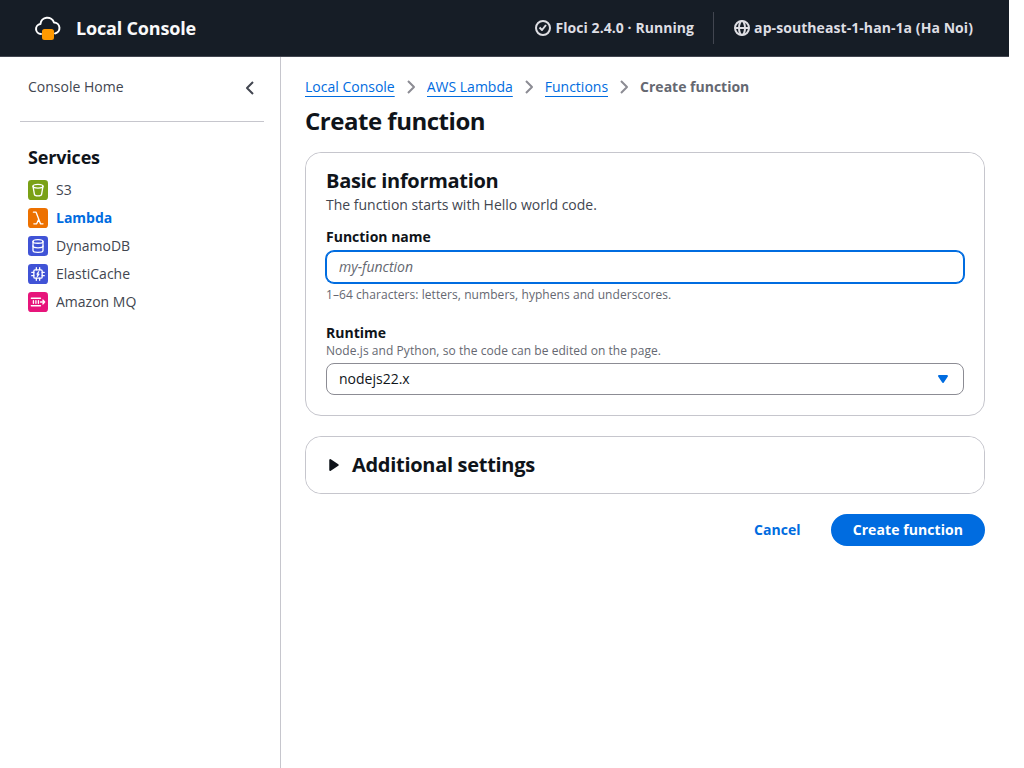 Local Console
Floci 2.4.0 · Running
ap-southeast-1-han-1a (Ha Noi)
Console Home
Services
S3
Lambda
DynamoDB
ElastiCache
Amazon MQ
Local Console > AWS Lambda > Functions > Create function
Create function
Basic information
The function starts with Hello world code.
Function name
my-function
1–64 characters: letters, numbers, hyphens and underscores.
Runtime
Node.js and Python, so the code can be edited on the page.
nodejs22.x
Additional settings
Cancel
Create function